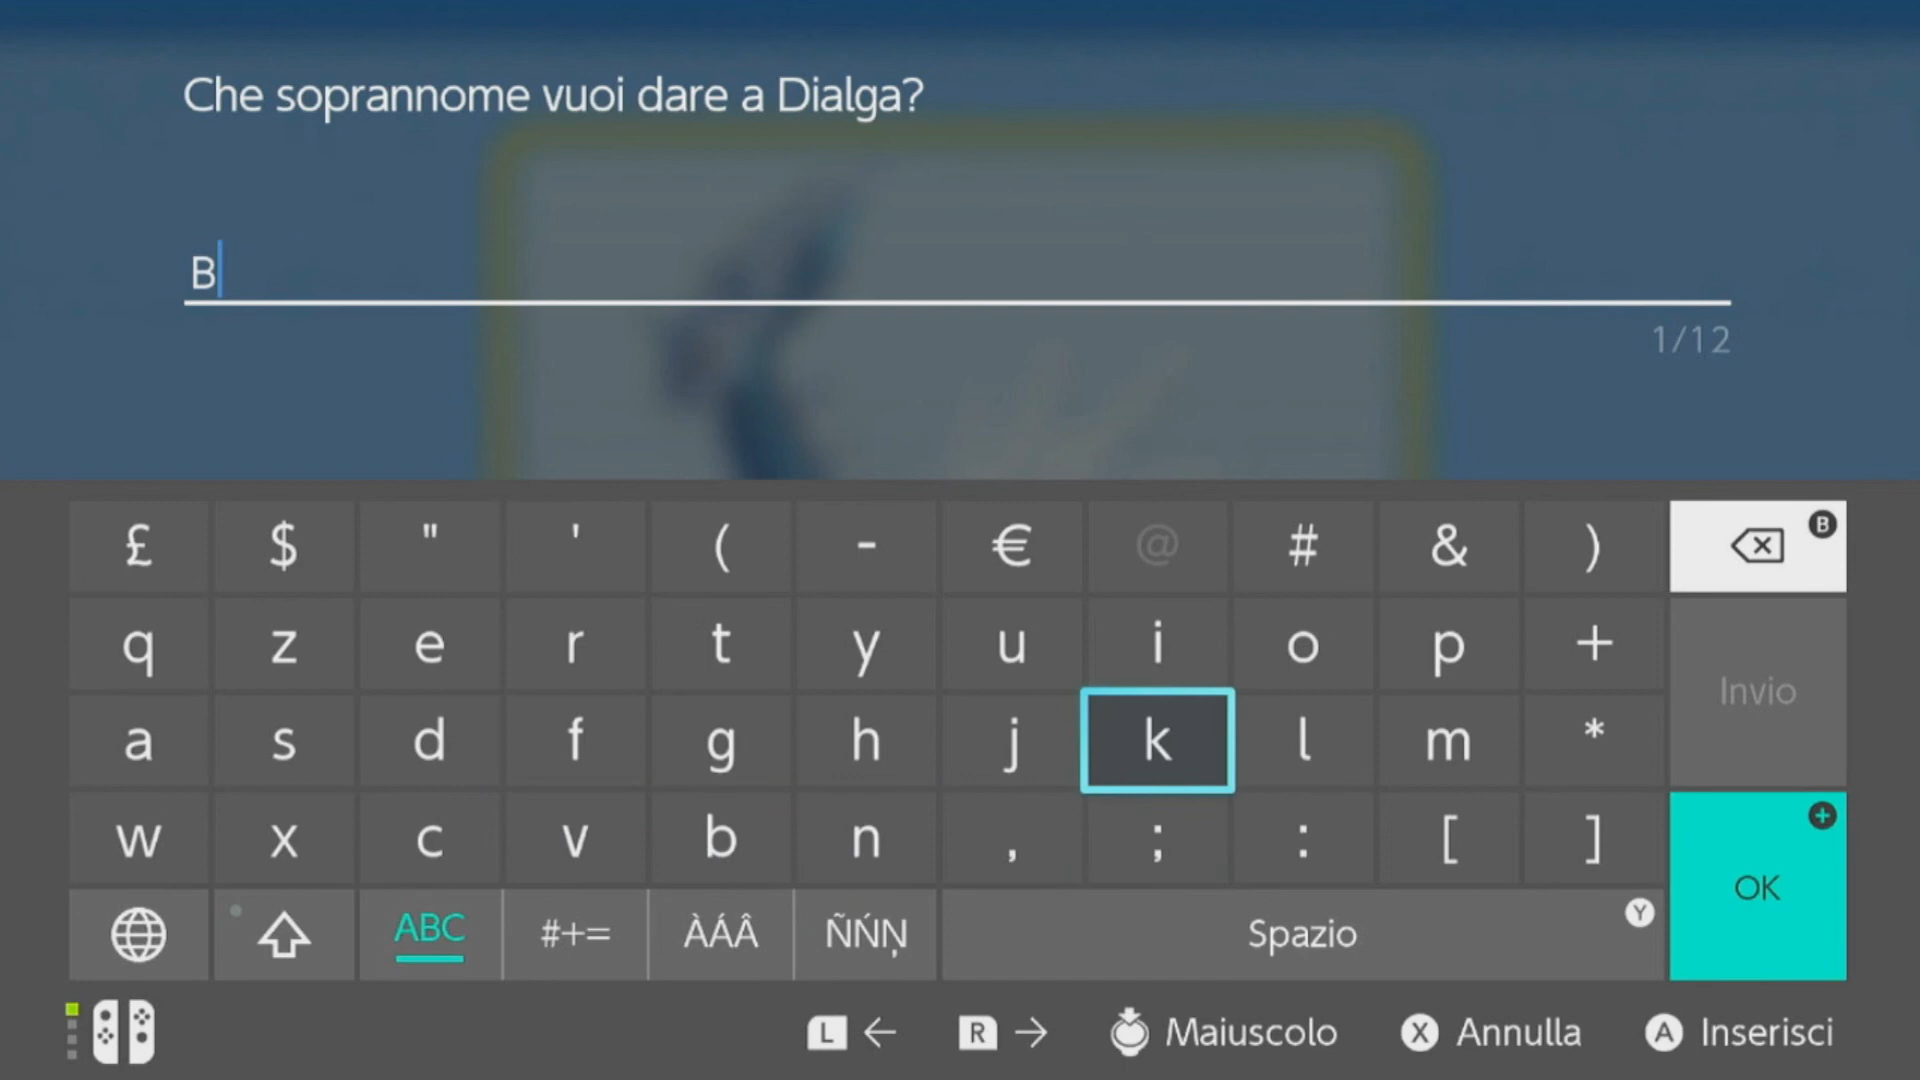 Che soprannome vuoi dare a Dialga?
B
1/12
£ $ " ' ( - € @ # & ) B
q z e r t y u i o p +
Invio
a s d f g h j k l m *
w x c v b n , ; : [ ] +
OK
ABC #+= ÀÁÂ ÑŃŅ Spazio Y
L ← R → Maiuscolo X Annulla A Inserisci